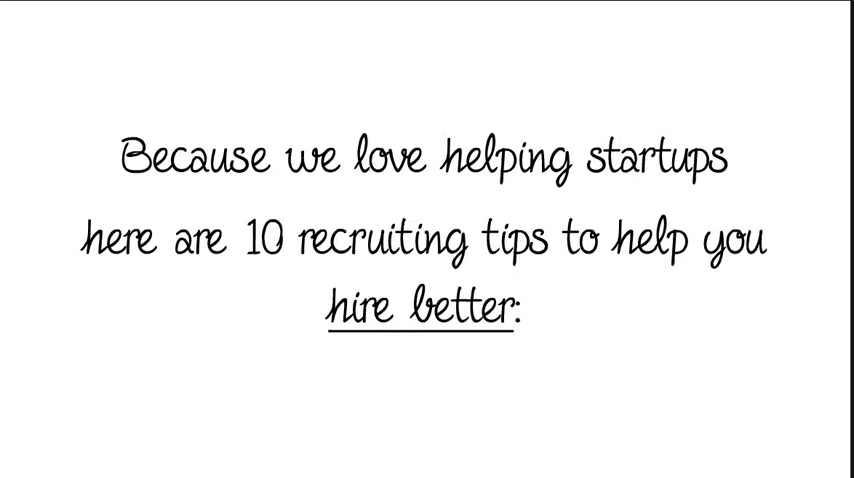 Because we love helping startups
here are 10 recruiting tips to help you
hire better: